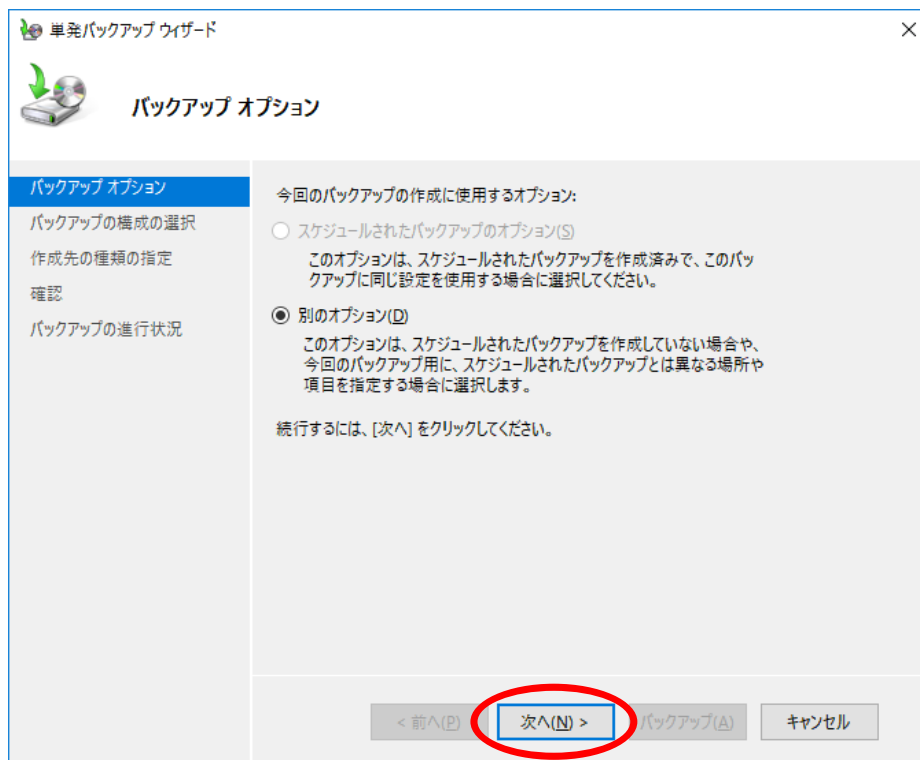 単発バックアップ ウィザード
バックアップ オプション
バックアップ オプション
バックアップの構成の選択
作成先の種類の指定
確認
バックアップの進行状況
今回のバックアップの作成に使用するオプション:
スケジュールされたバックアップのオプション(S)
このオプションは、スケジュールされたバックアップを作成済みで、このバッ
クアップに同じ設定を使用する場合に選択してください。
別のオプション(D)
このオプションは、スケジュールされたバックアップを作成していない場合や、
今回のバックアップ用に、スケジュールされたバックアップとは異なる場所や
項目を指定する場合に選択します。
続行するには、[次へ] をクリックしてください。
< 前へ(P)
次へ(N) >
バックアップ(A)
キャンセル